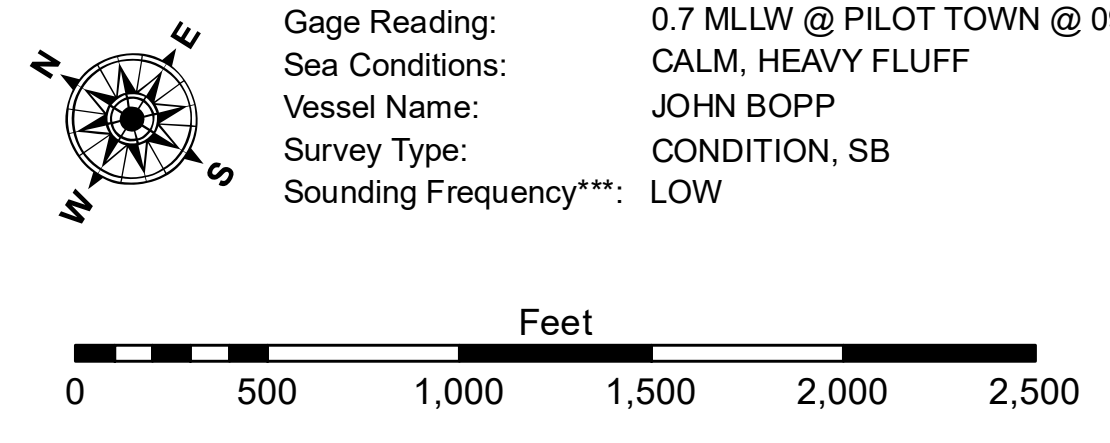 N E S W
Gage Reading: 0.7 MLLW @ PILOT TOWN @
Sea Conditions: CALM, HEAVY FLUFF
Vessel Name: JOHN BOPP
Survey Type: CONDITION, SB
Sounding Frequency***: LOW
Feet
0 500 1,000 1,500 2,000 2,500